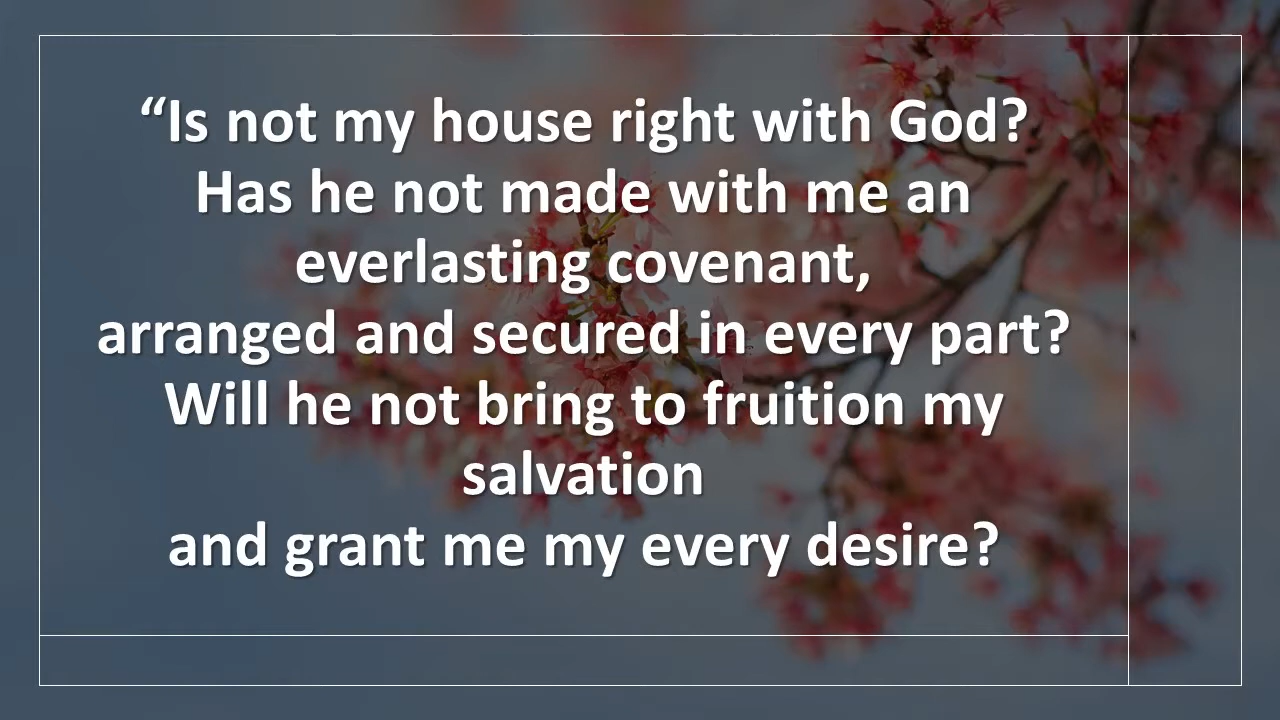 “Is not my house right with God?
Has he not made with me an
everlasting covenant,
arranged and secured in every part?
Will he not bring to fruition my
salvation
and grant me my every desire?